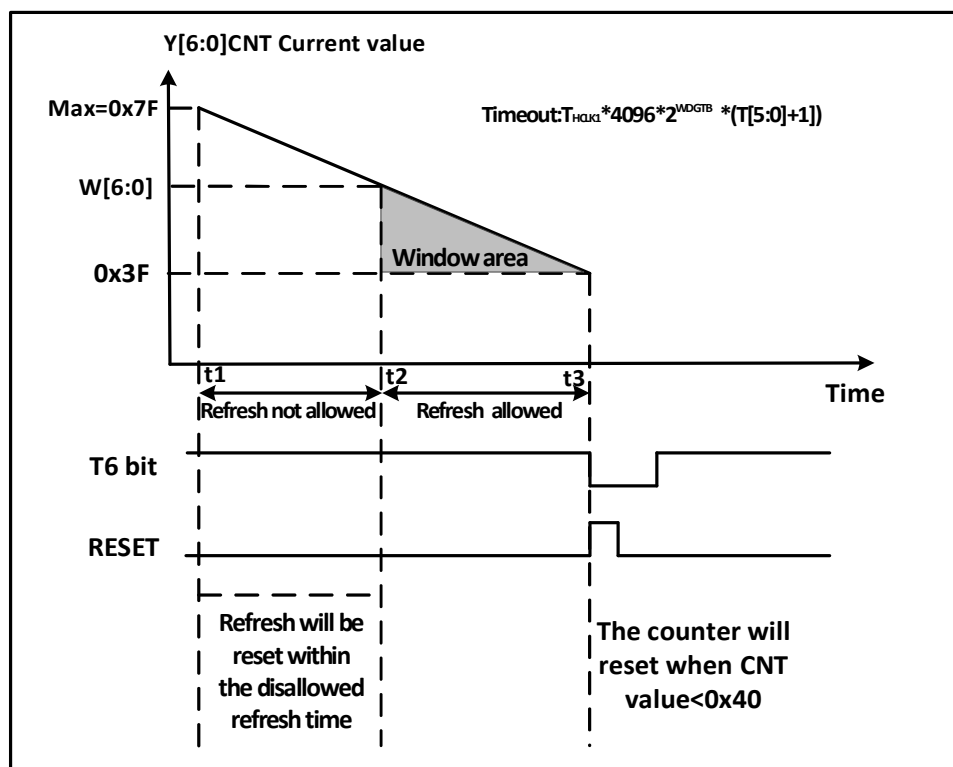 Y[6:0]CNT Current value
Max=0x7F
Timeout:THCLK1*4096*2WDGTB *(T[5:0]+1])
W[6:0]
Window area
0x3F
t1
t2
t3
Time
Refresh not allowed
Refresh allowed
T6 bit
RESET
Refresh will be
reset within
the disallowed
refresh time
The counter will
reset when CNT
value<0x40